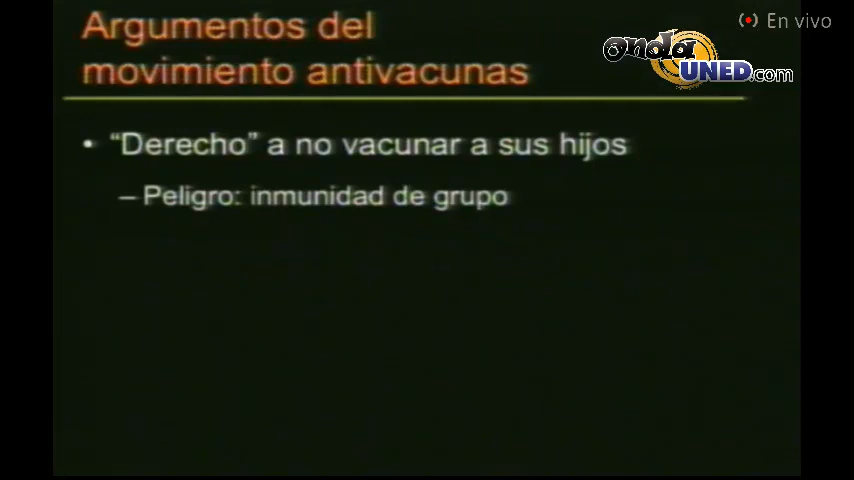 Argumentos del
movimiento antivacunas
onda
UNED.com
En vivo
• "Derecho" a no vacunar a sus hijos
– Peligro: inmunidad de grupo